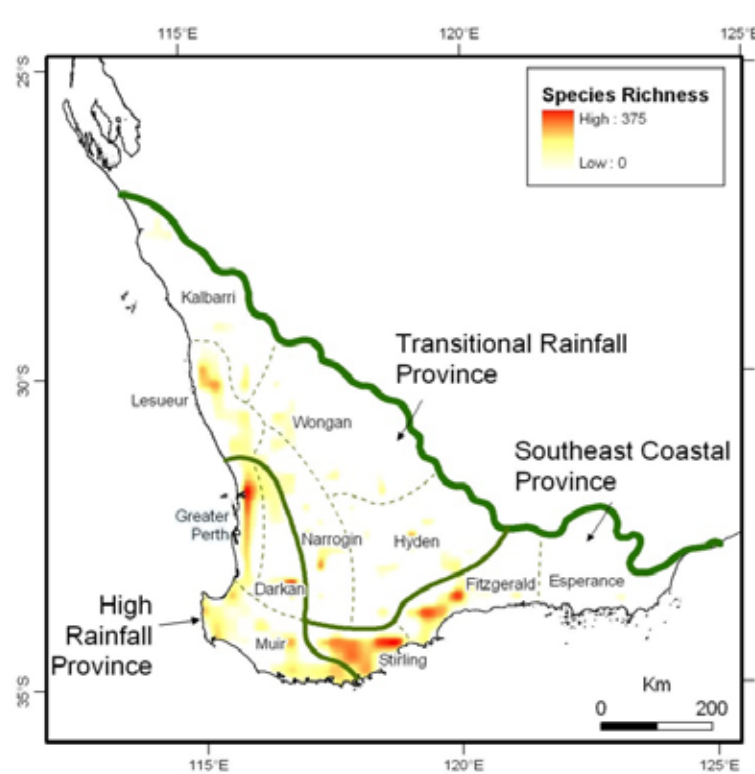 115°E
120°E
125°E
25°S
Species Richness
High : 375
Low : 0
Kalbarri
Transitional Rainfall
Province
30°S
Lesueur
Wongan
Southeast Coastal
Province
Greater
Perth
Narrogin
Hyden
Darkan
Fitzgerald
Esperance
High
Rainfall
Province
Muir
Stirling
Km
0
200
35°S
115°E
120°E
125°E